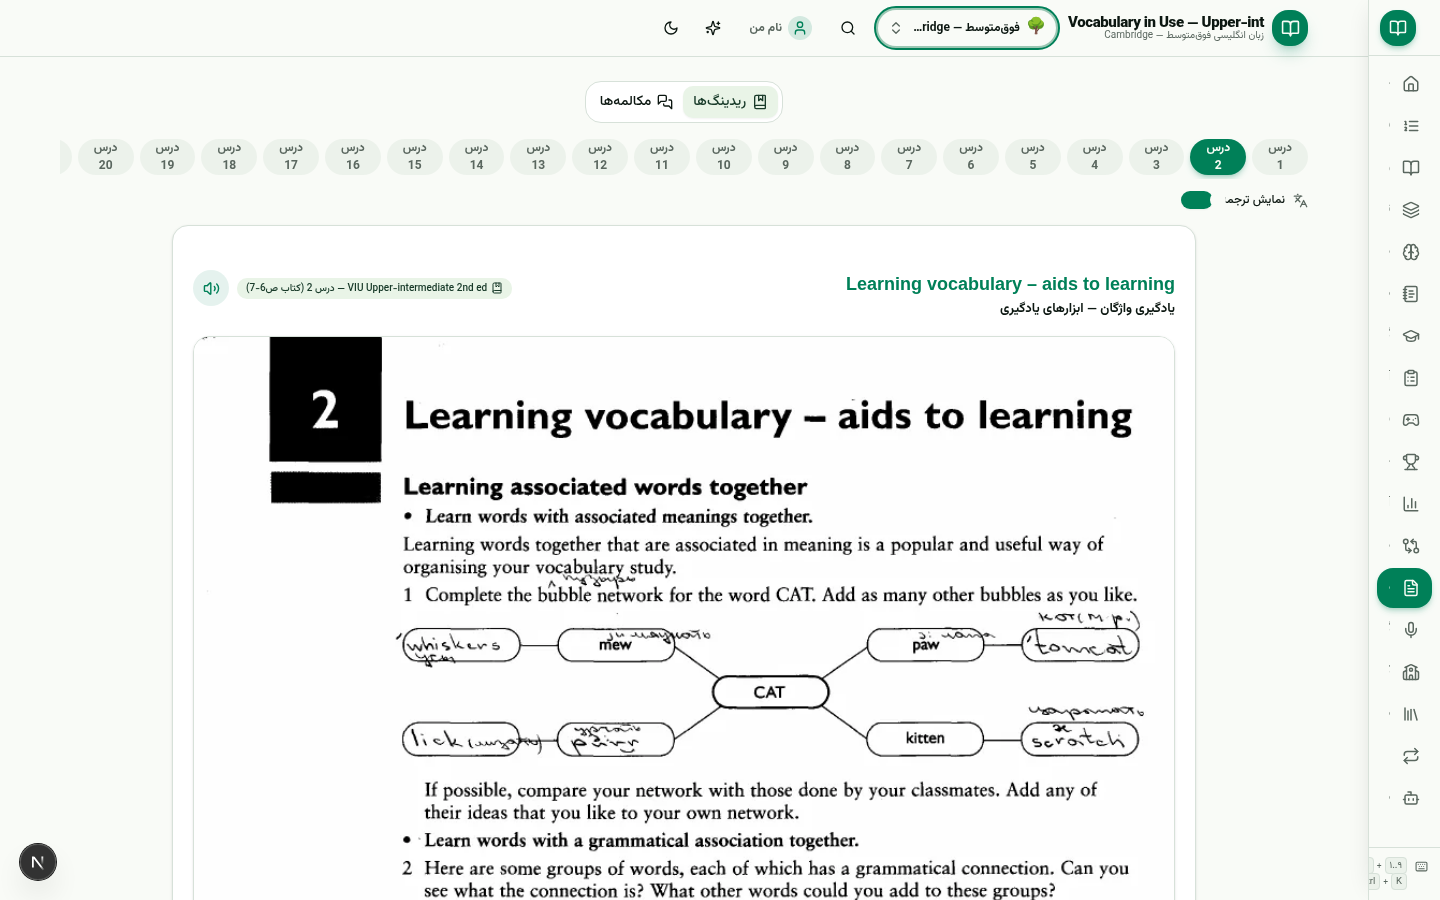 Vocabulary in Use — Upper-int
زبان انگلیسی فوق‌متوسط — Cambridge
فوق‌متوسط — Cambridge...
نام من
ریدینگ‌ها
مکالمه‌ها
درس 1
درس 2
درس 3
درس 4
درس 5
درس 6
درس 7
درس 8
درس 9
درس 10
درس 11
درس 12
درس 13
درس 14
درس 15
درس 16
درس 17
درس 18
درس 19
درس 20
نمایش ترجمه
Learning vocabulary – aids to learning
یادگیری واژگان — ابزارهای یادگیری
VIU Upper-intermediate 2nd ed — درس 2 (کتاب ص6-7)
2
Learning vocabulary – aids to learning
Learning associated words together
• Learn words with associated meanings together.
Learning words together that are associated in meaning is a popular and useful way of
organising your vocabulary study.
1 Complete the bubble network for the word CAT. Add as many other bubbles as you like.
whiskers
mew
paw
tomcat
CAT
lick
purr
kitten
scratch
If possible, compare your network with those done by your classmates. Add any of
their ideas that you like to your own network.
• Learn words with a grammatical association together.
2 Here are some groups of words, each of which has a grammatical connection. Can you
see what the connection is? What other words could you add to these groups?
N
+ ۱..۹
+ K